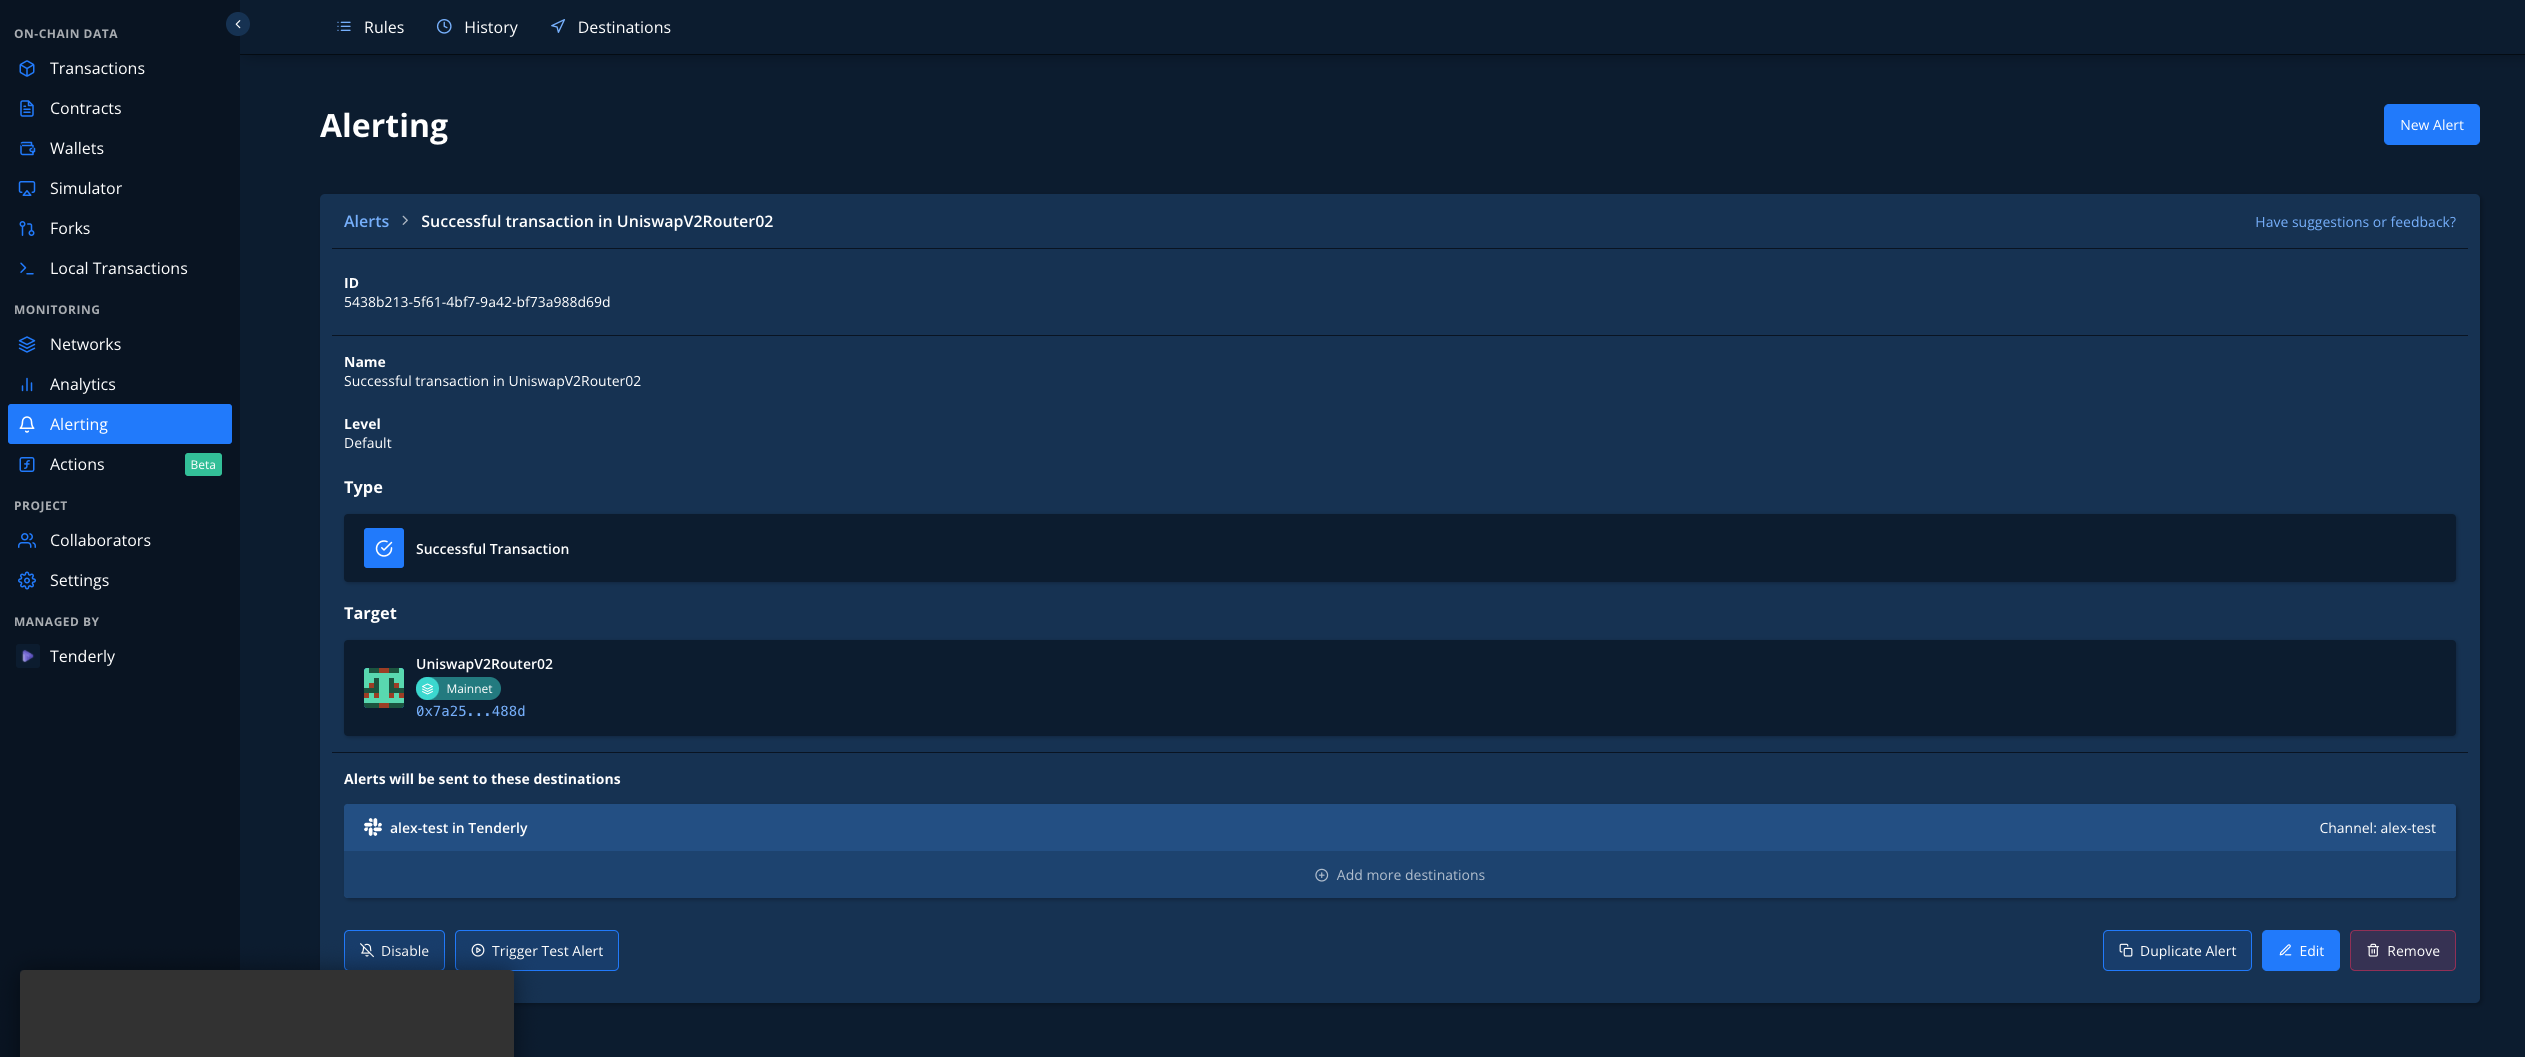 ON-CHAIN DATA
Transactions
Contracts
Wallets
Simulator
Forks
Local Transactions
MONITORING
Networks
Analytics
Alerting
Actions Beta
PROJECT
Collaborators
Settings
MANAGED BY
Tenderly
Rules History Destinations
Alerting
New Alert
Alerts > Successful transaction in UniswapV2Router02
Have suggestions or feedback?
ID
5438b213-5f61-4bf7-9a42-bf73a988d69d
Name
Successful transaction in UniswapV2Router02
Level
Default
Type
Successful Transaction
Target
UniswapV2Router02
Mainnet
0x7a25...488d
Alerts will be sent to these destinations
alex-test in Tenderly
Channel: alex-test
Add more destinations
Disable
Trigger Test Alert
Duplicate Alert
Edit
Remove